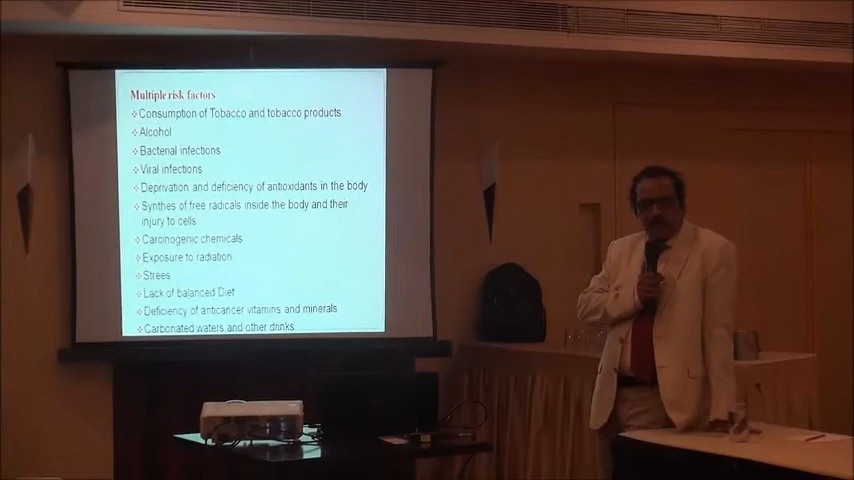 Multiple risk factors
Consumption of Tobacco and tobacco products
Alcohol
Bacterial infections
Viral infections
Deprivation and deficiency of antioxidants in the body
Synthes of free radicals inside the body and their
injury to cells
Carcinogenic chemicals
Exposure to radiation
Strees
Lack of balanced Diet
Deficiency of anticancer vitamins and minerals
Carbonated waters and other drinks